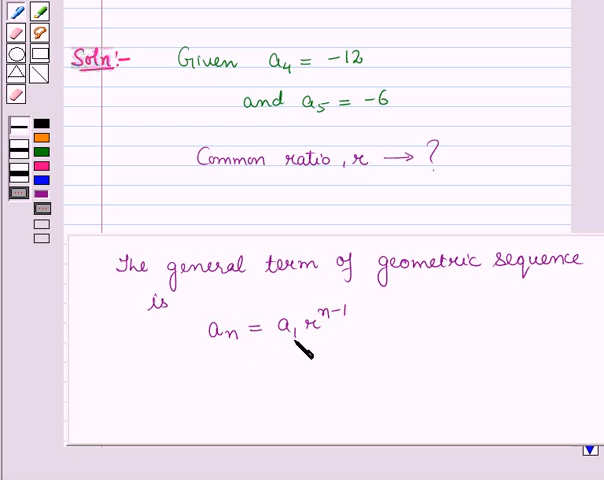 Soln:- Given a₄ = -12
and a₅ = -6
Common ratio, r → ?
The general term of geometric sequence
is
aₙ = a₁ rⁿ⁻¹